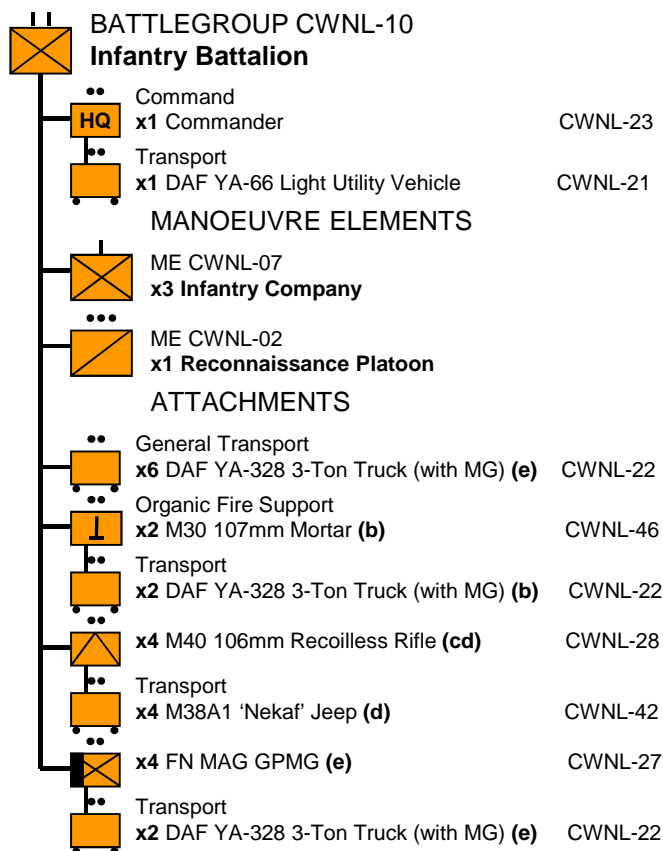 BATTLEGROUP CWNL-10
Infantry Battalion
Command
HQ x1 Commander CWNL-23
Transport
x1 DAF YA-66 Light Utility Vehicle CWNL-21
MANOEUVRE ELEMENTS
ME CWNL-07
x3 Infantry Company
ME CWNL-02
x1 Reconnaissance Platoon
ATTACHMENTS
General Transport
x6 DAF YA-328 3-Ton Truck (with MG) (e) CWNL-22
Organic Fire Support
x2 M30 107mm Mortar (b) CWNL-46
Transport
x2 DAF YA-328 3-Ton Truck (with MG) (b) CWNL-22
x4 M40 106mm Recoilless Rifle (cd) CWNL-28
Transport
x4 M38A1 ‘Nekaf’ Jeep (d) CWNL-42
x4 FN MAG GPMG (e) CWNL-27
Transport
x2 DAF YA-328 3-Ton Truck (with MG) (e) CWNL-22